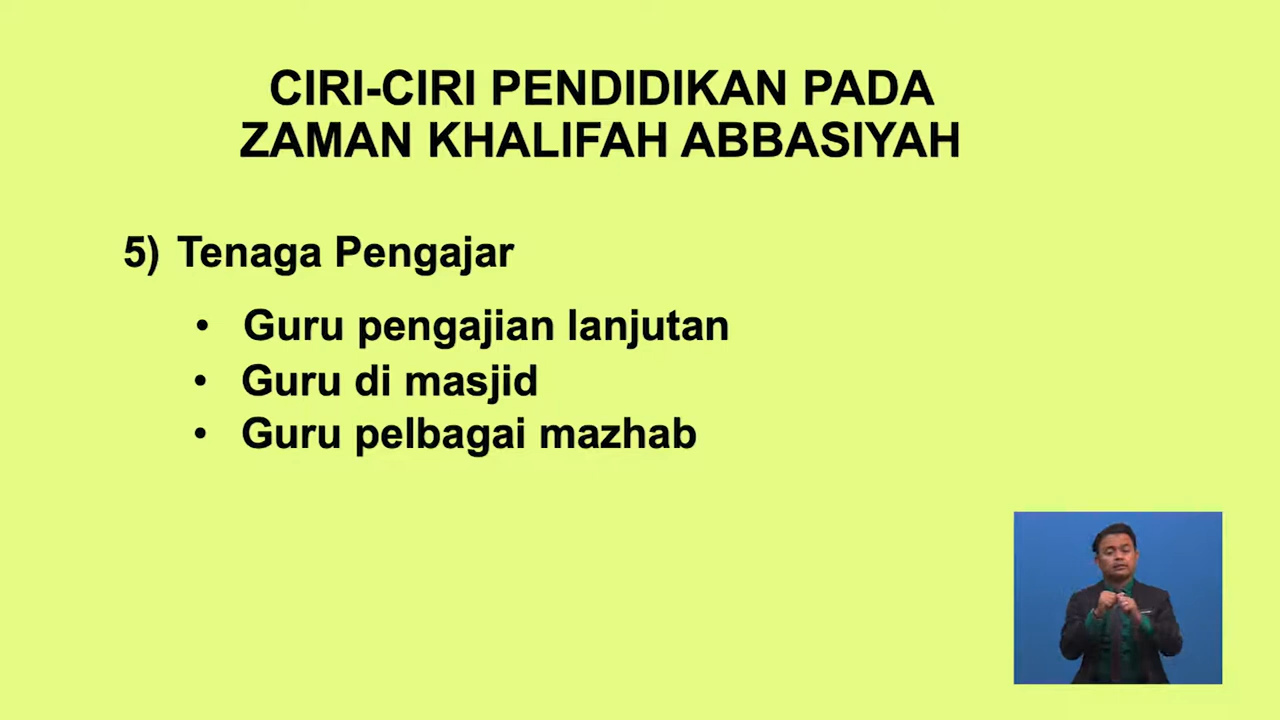 CIRI-CIRI PENDIDIKAN PADA
ZAMAN KHALIFAH ABBASIYAH
5) Tenaga Pengajar
• Guru pengajian lanjutan
• Guru di masjid
• Guru pelbagai mazhab